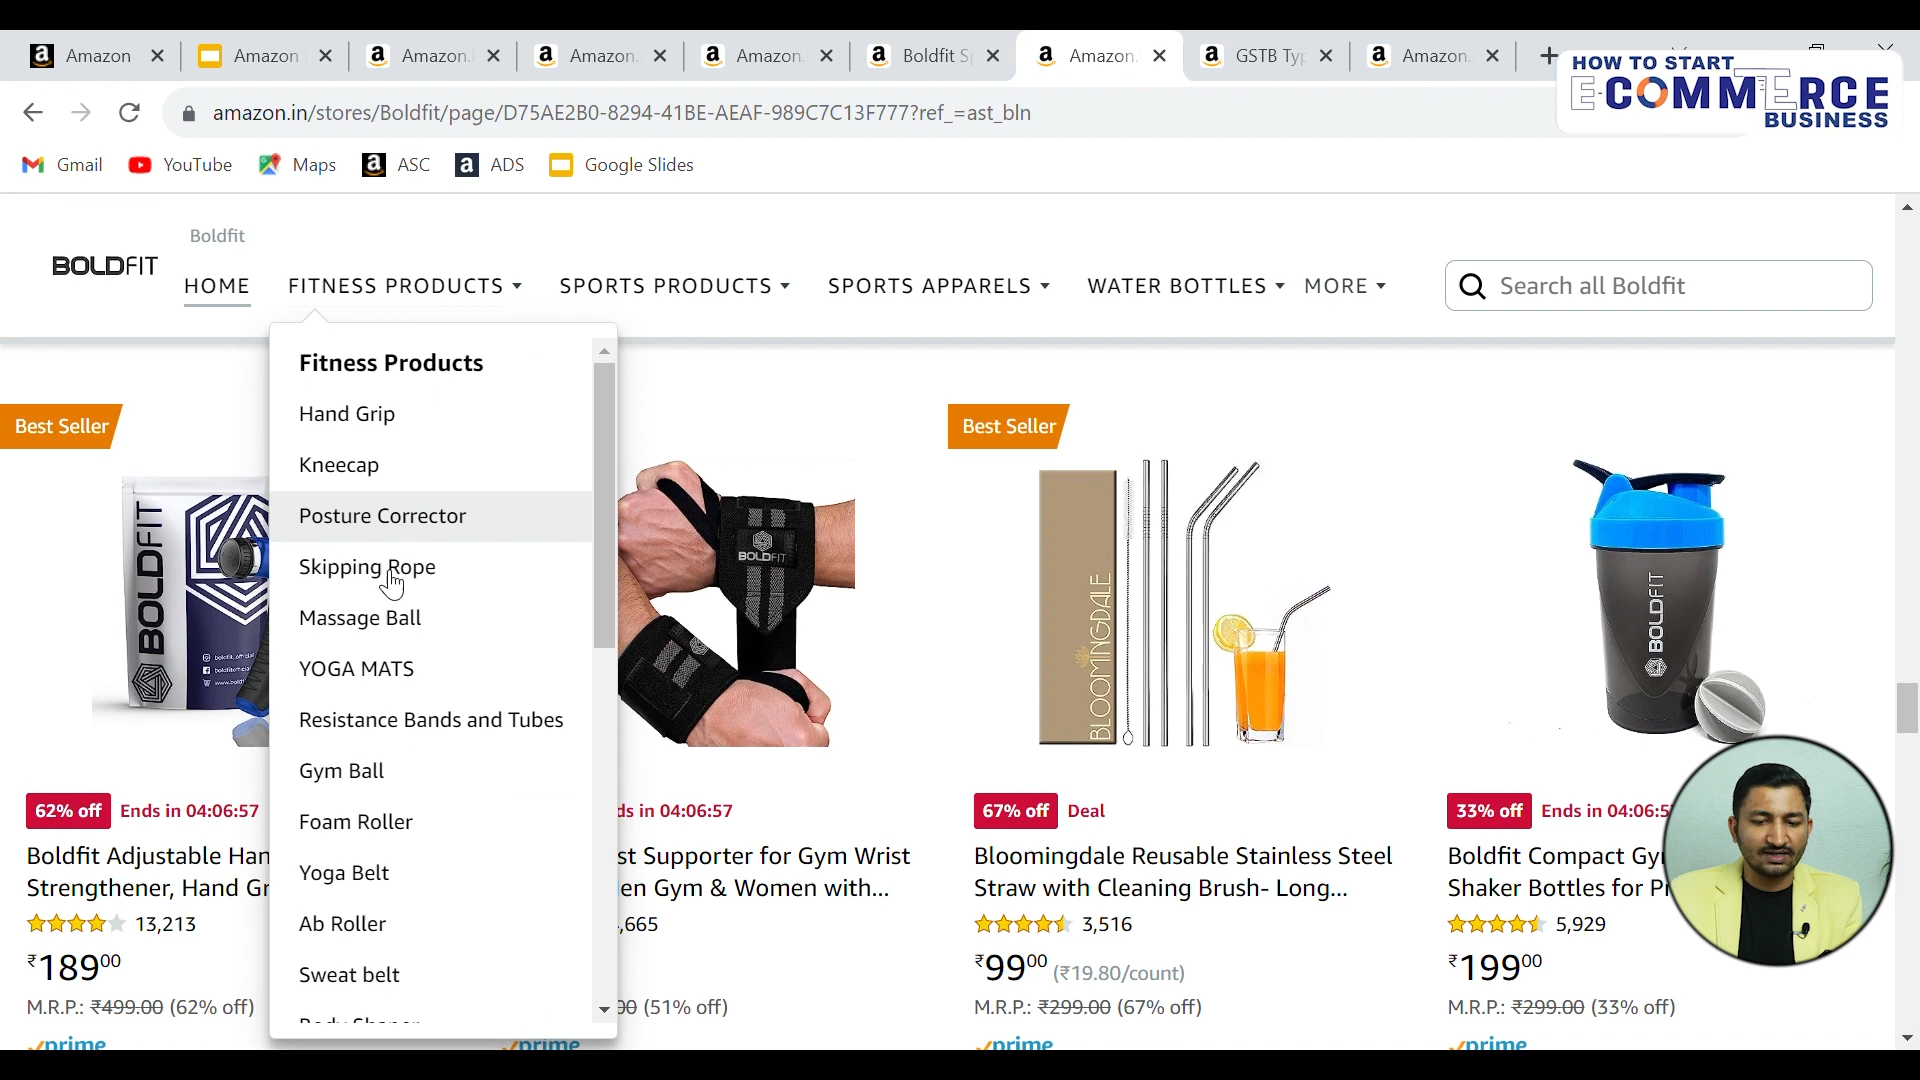 Amazon
Amazon
Amazon.
Amazon.
Amazon.
Boldfit Sp
Amazon.
GSTB Typ
Amazon.
HOW TO START
E-COMMERCE
BUSINESS
amazon.in/stores/Boldfit/page/D75AE2B0-8294-41BE-AEAF-989C7C13F777?ref_=ast_bln
Gmail
YouTube
Maps
ASC
ADS
Google Slides
Boldfit
BOLDFIT
HOME
FITNESS PRODUCTS
SPORTS PRODUCTS
SPORTS APPARELS
WATER BOTTLES
MORE
Search all Boldfit
Fitness Products
Hand Grip
Kneecap
Posture Corrector
Skipping Rope
Massage Ball
YOGA MATS
Resistance Bands and Tubes
Gym Ball
Foam Roller
Yoga Belt
Ab Roller
Sweat belt
Body Shaper
Best Seller
BOLDFIT
62% off Ends in 04:06:57
Boldfit Adjustable Han
Strengthener, Hand Gr
13,213
₹18900
M.R.P.: ₹499.00 (62% off)
prime
BOLDFIT
ds in 04:06:57
st Supporter for Gym Wrist
en Gym & Women with...
,665
00 (51% off)
prime
Best Seller
BLOOMINGDALE
67% off Deal
Bloomingdale Reusable Stainless Steel
Straw with Cleaning Brush- Long...
3,516
₹9900 (₹19.80/count)
M.R.P.: ₹299.00 (67% off)
prime
BOLDFIT
33% off Ends in 04:06:5
Boldfit Compact Gy
Shaker Bottles for Pr
5,929
₹19900
M.R.P.: ₹299.00 (33% off)
prime